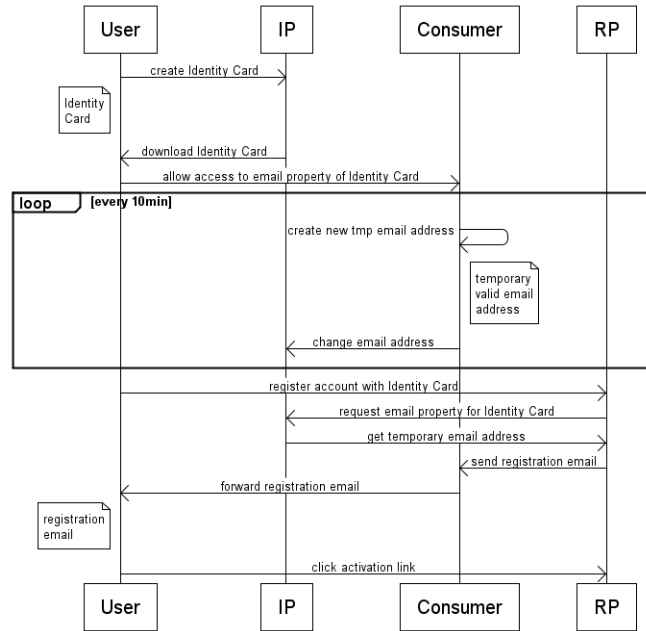 User
IP
Consumer
RP
create Identity Card
Identity
Card
download Identity Card
allow access to email property of Identity Card
loop
[every 10min]
create new tmp email address
temporary
valid email
address
change email address
register account with Identity Card
request email property for Identity Card
get temporary email address
send registration email
forward registration email
registration
email
click activation link
User
IP
Consumer
RP